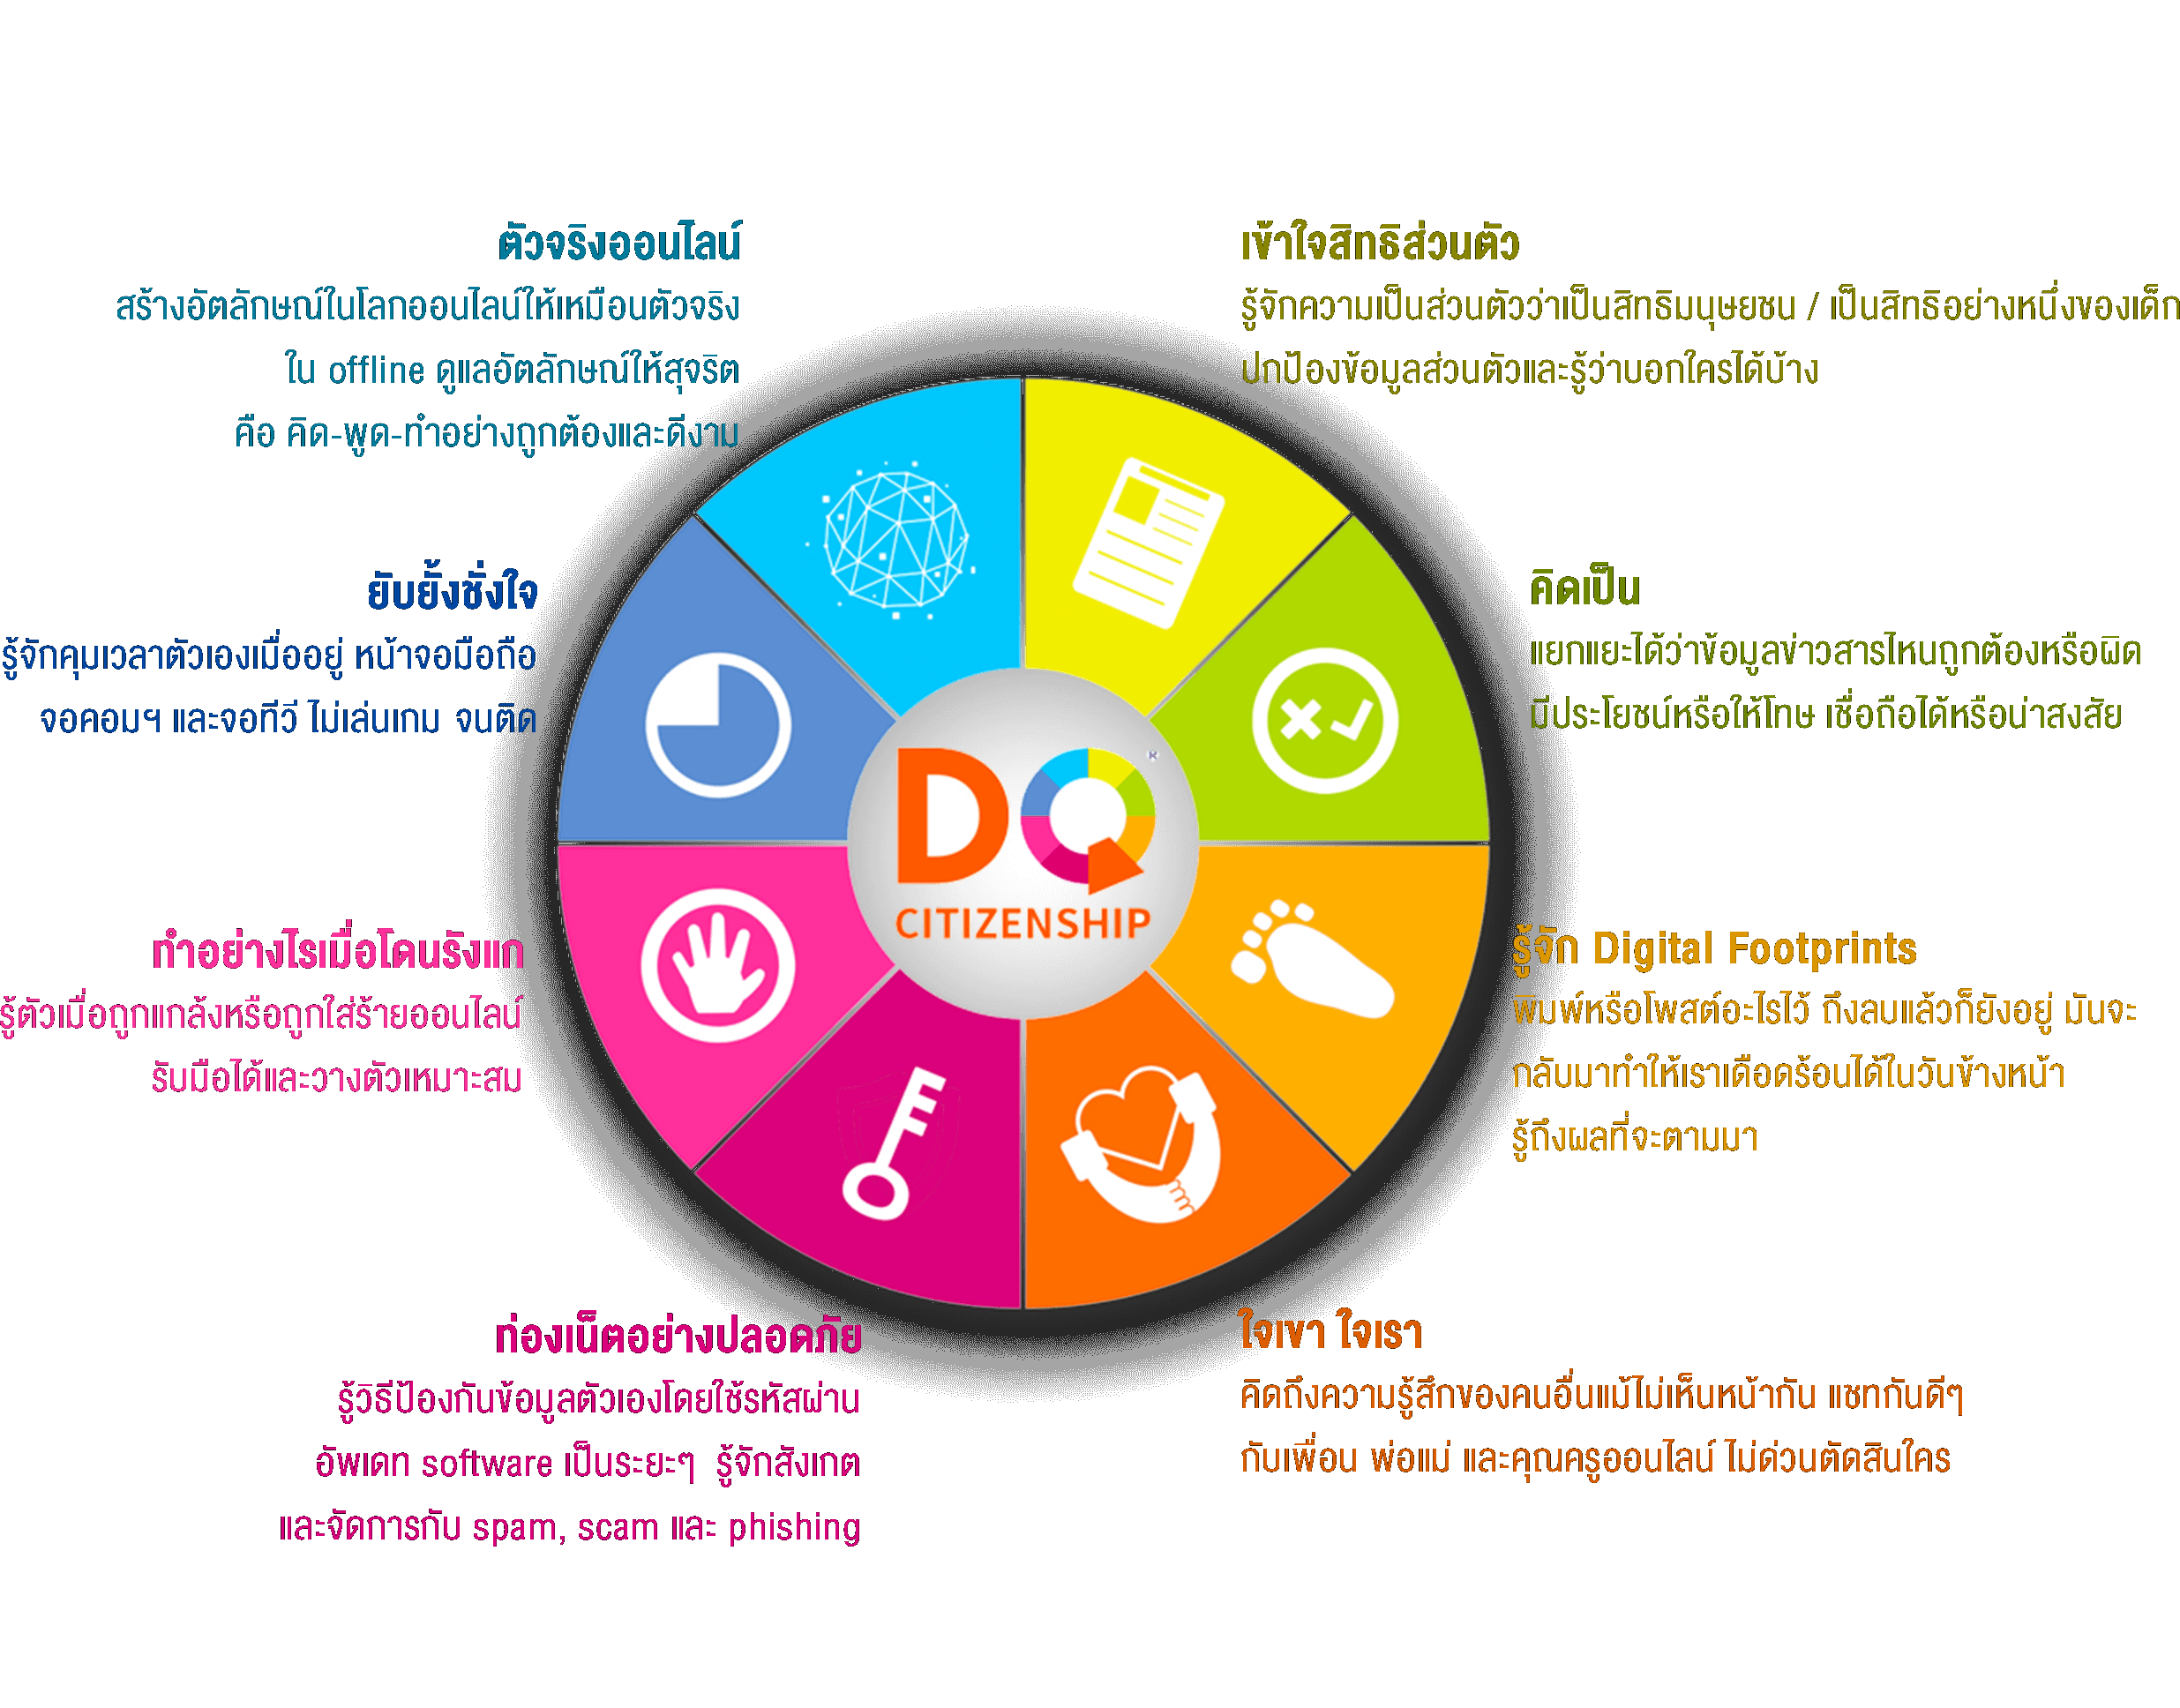 ตัวจริงออนไลน์
สร้างอัตลักษณ์ในโลกออนไลน์ให้เหมือนตัวจริง
ใน offline ดูแลอัตลักษณ์ให้สุจริต
คือ คิด-พูด-ทำอย่างถูกต้องและดีงาม
เข้าใจสิทธิส่วนตัว
รู้จักความเป็นส่วนตัวว่าเป็นสิทธิมนุษยชน / เป็นสิทธิอย่างหนึ่งของเด็ก
ปกป้องข้อมูลส่วนตัวและรู้ว่าบอกใครได้บ้าง
ยับยั้งชั่งใจ
รู้จักคุมเวลาตัวเองเมื่ออยู่ หน้าจอมือถือ
จอคอมฯ และจอทีวี ไม่เล่นเกม จนติด
คิดเป็น
แยกแยะได้ว่าข้อมูลข่าวสารไหนถูกต้องหรือผิด
มีประโยชน์หรือให้โทษ เชื่อถือได้หรือน่าสงสัย
DQ ®
CITIZENSHIP
ทำอย่างไรเมื่อโดนรังแก
รู้ตัวเมื่อถูกแกล้งหรือถูกใส่ร้ายออนไลน์
รับมือได้และวางตัวเหมาะสม
รู้จัก Digital Footprints
พิมพ์หรือโพสต์อะไรไว้ ถึงลบแล้วก็ยังอยู่ มันจะ
กลับมาทำให้เราเดือดร้อนได้ในวันข้างหน้า
รู้ถึงผลที่จะตามมา
ท่องเน็ตอย่างปลอดภัย
รู้วิธีป้องกันข้อมูลตัวเองโดยใช้รหัสผ่าน
อัพเดท software เป็นระยะๆ รู้จักสังเกต
และจัดการกับ spam, scam และ phishing
ใจเขา ใจเรา
คิดถึงความรู้สึกของคนอื่นแม้ไม่เห็นหน้ากัน แชทกันดีๆ
กับเพื่อน พ่อแม่ และคุณครูออนไลน์ ไม่ด่วนตัดสินใคร